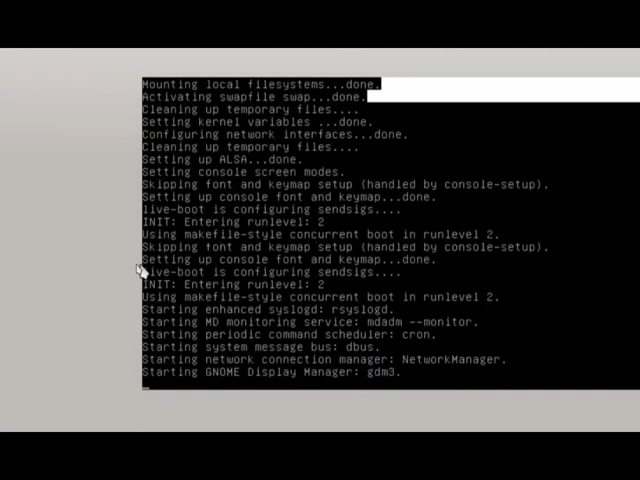 Mounting local filesystems...done.
Activating swapfile swap...done.
Cleaning up temporary files....
Setting kernel variables ...done.
Configuring network interfaces...done.
Cleaning up temporary files....
Setting up ALSA...done.
Setting console screen modes.
Skipping font and keymap setup (handled by console-setup).
Setting up console font and keymap...done.
live-boot is configuring sendsigs....
INIT: Entering runlevel: 2
Using makefile-style concurrent boot in runlevel 2.
Skipping font and keymap setup (handled by console-setup).
Setting up console font and keymap...done.
live-boot is configuring sendsigs....
INIT: Entering runlevel: 2
Using makefile-style concurrent boot in runlevel 2.
Starting enhanced syslogd: rsyslogd.
Starting MD monitoring service: mdadm --monitor.
Starting periodic command scheduler: cron.
Starting system message bus: dbus.
Starting network connection manager: NetworkManager.
Starting GNOME Display Manager: gdm3.